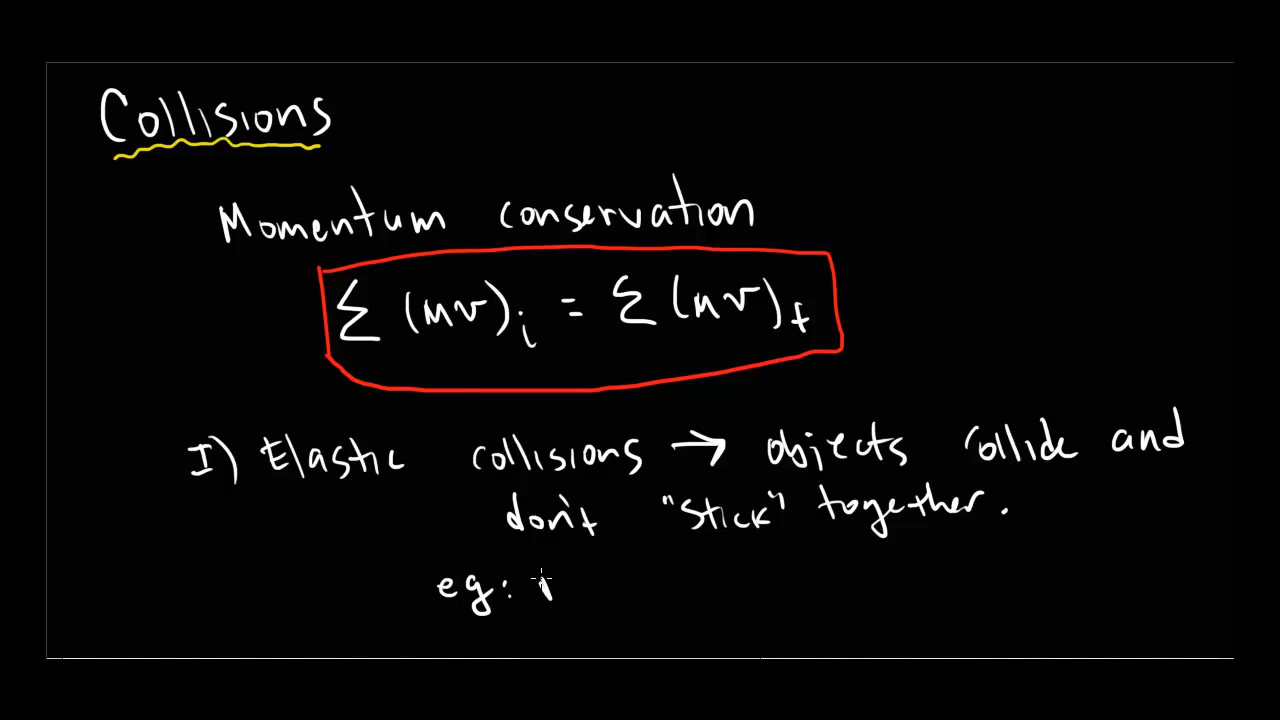 Collisions
Momentum conservation
Σ (mv)i = Σ (mv)f
I) Elastic collisions → objects collide and
don't "stick" together.
eg: